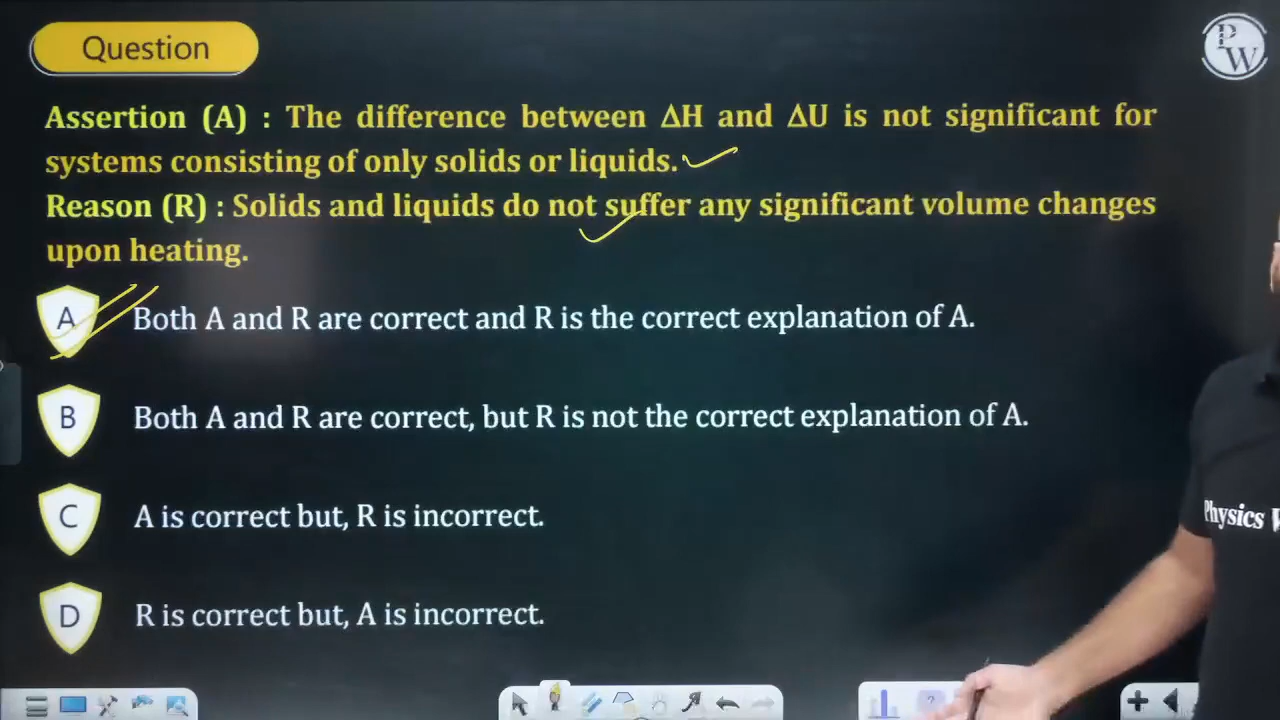 Question
PW
Assertion (A) : The difference between ΔH and ΔU is not significant for
systems consisting of only solids or liquids.
Reason (R) : Solids and liquids do not suffer any significant volume changes
upon heating.
A Both A and R are correct and R is the correct explanation of A.
B Both A and R are correct, but R is not the correct explanation of A.
C A is correct but, R is incorrect.
D R is correct but, A is incorrect.
Physics